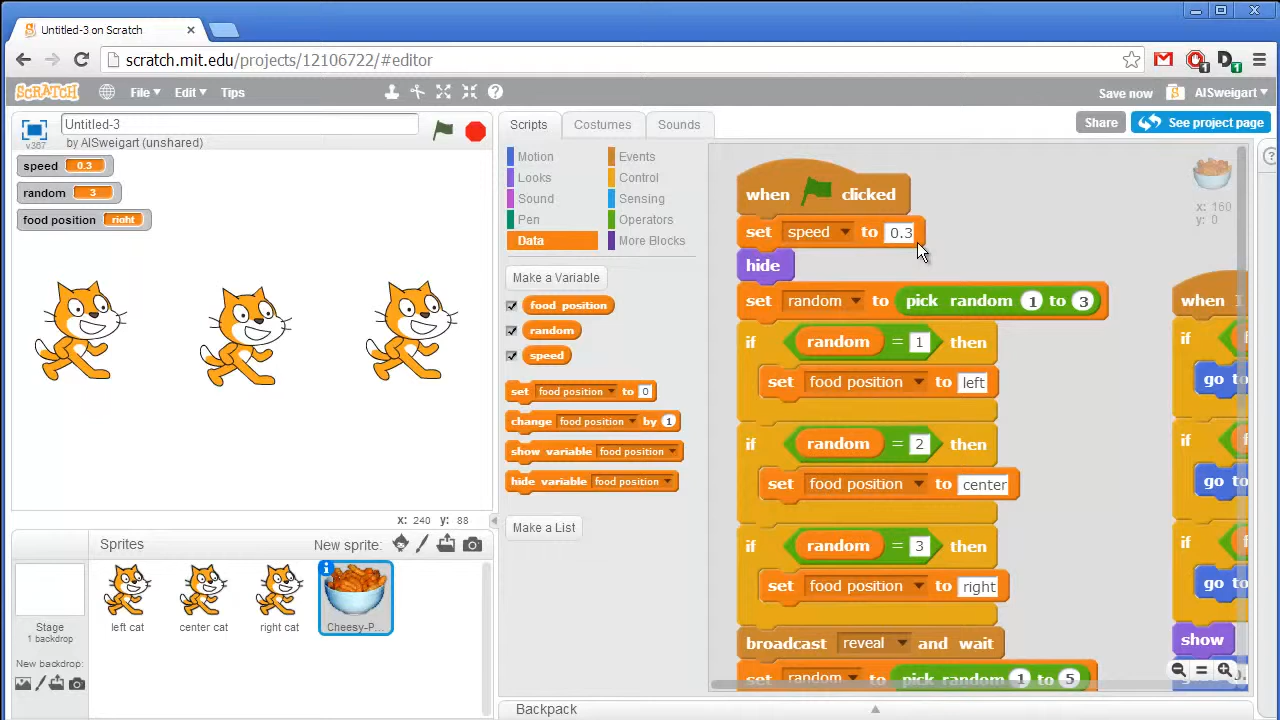 Untitled-3 on Scratch
scratch.mit.edu/projects/12106722/#editor
1
D
1
SCRATCH
File
Edit
Tips
Save now
AlSweigart
Untitled-3
by AlSweigart (unshared)
v387
speed 0.3
random 3
food position right
Scripts
Costumes
Sounds
Share
See project page
Motion
Events
Looks
Control
Sound
Sensing
Pen
Operators
Data
More Blocks
Make a Variable
food position
random
speed
set food position to 0
change food position by 1
show variable food position
hide variable food position
Make a List
when clicked
set speed to 0.3
hide
set random to pick random 1 to 3
if random = 1 then
set food position to left
if random = 2 then
set food position to center
if random = 3 then
set food position to right
broadcast reveal and wait
set random to pick random 1 to 5
when
if
go to
if
go to
if
go to
show
x: 160
y: 0
x: 240 y: 88
Sprites
New sprite:
Stage
1 backdrop
New backdrop:
left cat
center cat
right cat
Cheesy-P...
Backpack